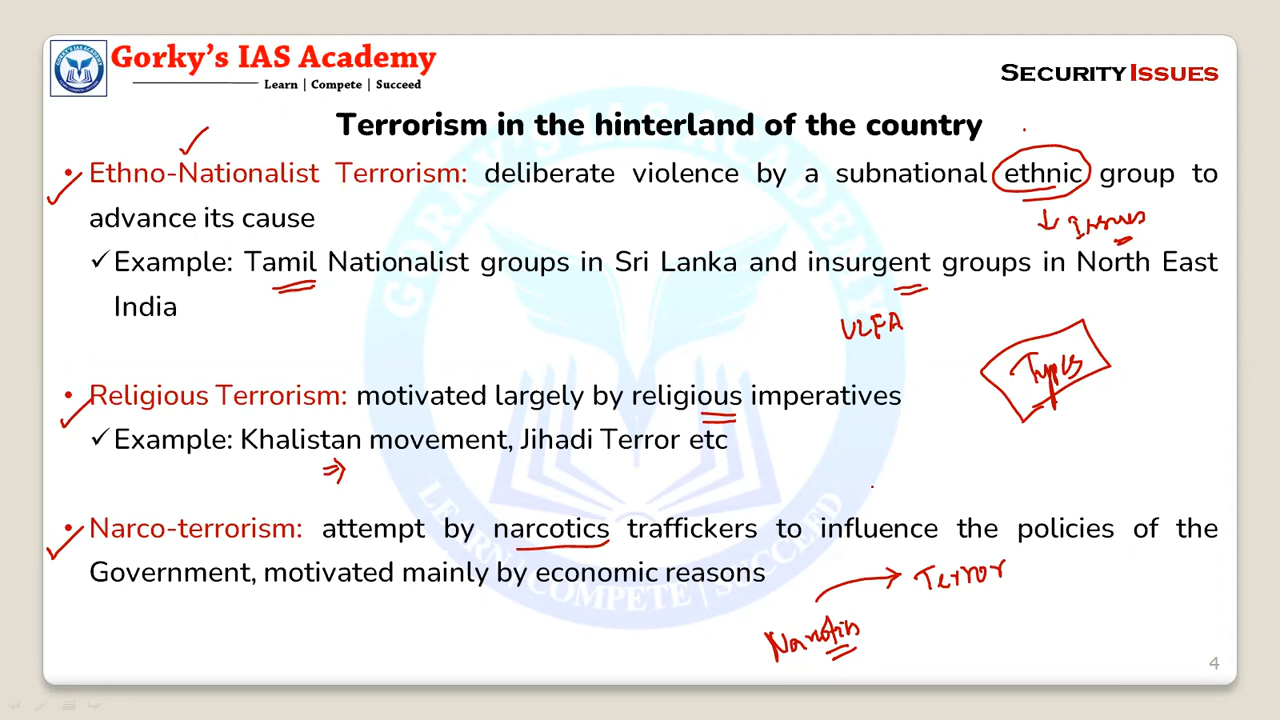 Gorky's IAS Academy
Learn | Compete | Succeed
SECURITY ISSUES
Terrorism in the hinterland of the country
• Ethno-Nationalist Terrorism: deliberate violence by a subnational ethnic group to
advance its cause
Issues
✓ Example: Tamil Nationalist groups in Sri Lanka and insurgent groups in North East
India
ULFA
Types
• Religious Terrorism: motivated largely by religious imperatives
✓ Example: Khalistan movement, Jihadi Terror etc
• Narco-terrorism: attempt by narcotics traffickers to influence the policies of the
Government, motivated mainly by economic reasons
Terror
4